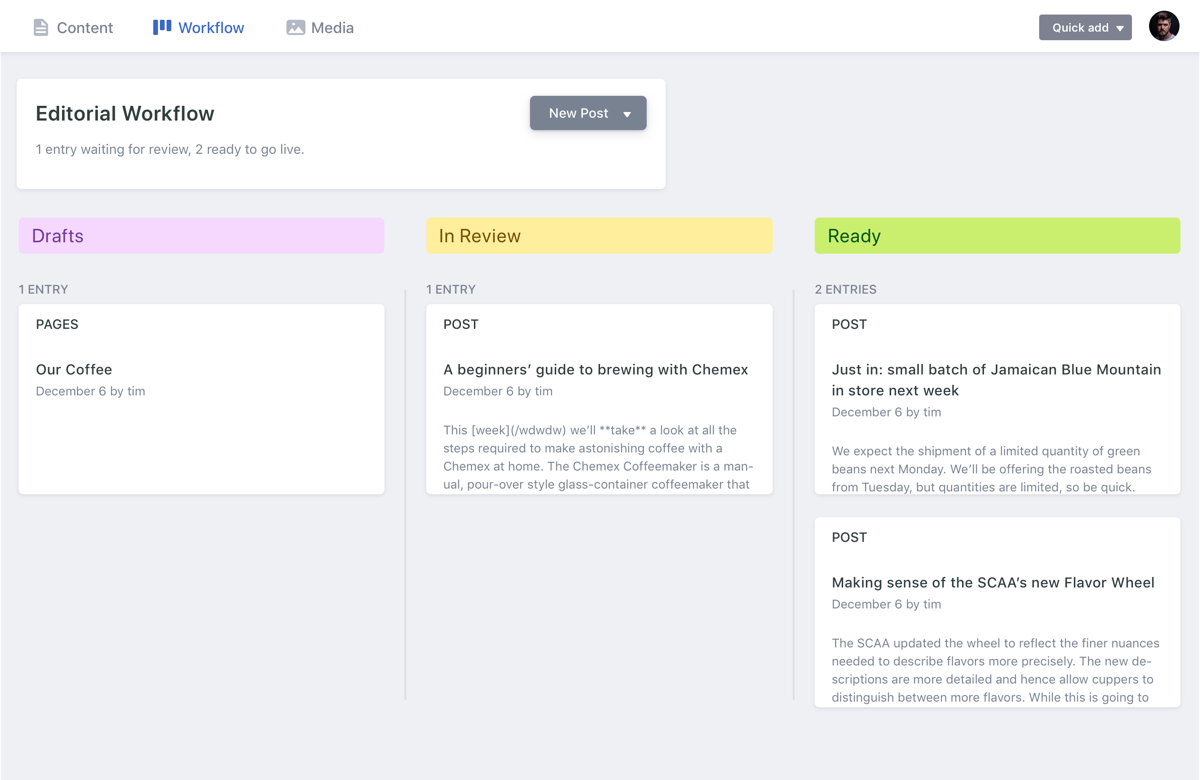 Content
Workflow
Media
Quick add
Editorial Workflow
New Post
1 entry waiting for review, 2 ready to go live.
Drafts
1 ENTRY
PAGES
Our Coffee
December 6 by tim
In Review
1 ENTRY
POST
A beginners’ guide to brewing with Chemex
December 6 by tim
This [week](/wdwdw) we’ll **take** a look at all the
steps required to make astonishing coffee with a
Chemex at home. The Chemex Coffeemaker is a man-
ual, pour-over style glass-container coffeemaker that
Ready
2 ENTRIES
POST
Just in: small batch of Jamaican Blue Mountain
in store next week
December 6 by tim
We expect the shipment of a limited quantity of green
beans next Monday. We’ll be offering the roasted beans
from Tuesday, but quantities are limited, so be quick.
POST
Making sense of the SCAA’s new Flavor Wheel
December 6 by tim
The SCAA updated the wheel to reflect the finer nuances
needed to describe flavors more precisely. The new de-
scriptions are more detailed and hence allow cuppers to
distinguish between more flavors. While this is going to